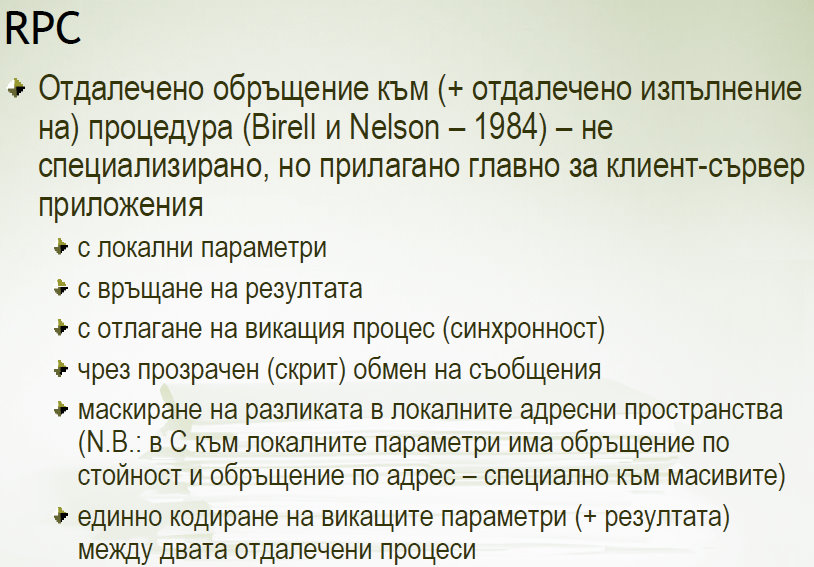 RPC
Отдалечено обръщение към (+ отдалечено изпълнение
на) процедура (Birell и Nelson – 1984) – не
специализирано, но прилагано главно за клиент-сървер
приложения
с локални параметри
с връщане на резултата
с отлагане на викащия процес (синхронност)
чрез прозрачен (скрит) обмен на съобщения
маскиране на разликата в локалните адресни пространства
(N.B.: в С към локалните параметри има обръщение по
стойност и обръщение по адрес – специално към масивите)
единно кодиране на викащите параметри (+ резултата)
между двата отдалечени процеси